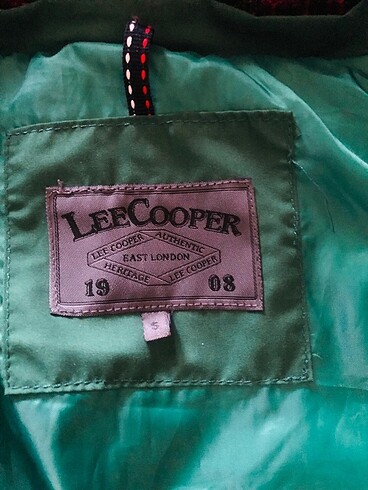 LEE COOPER
LEE COOPER AUTHENTIC
EAST LONDON
HERITAGE LEE COOPER
19 08
S